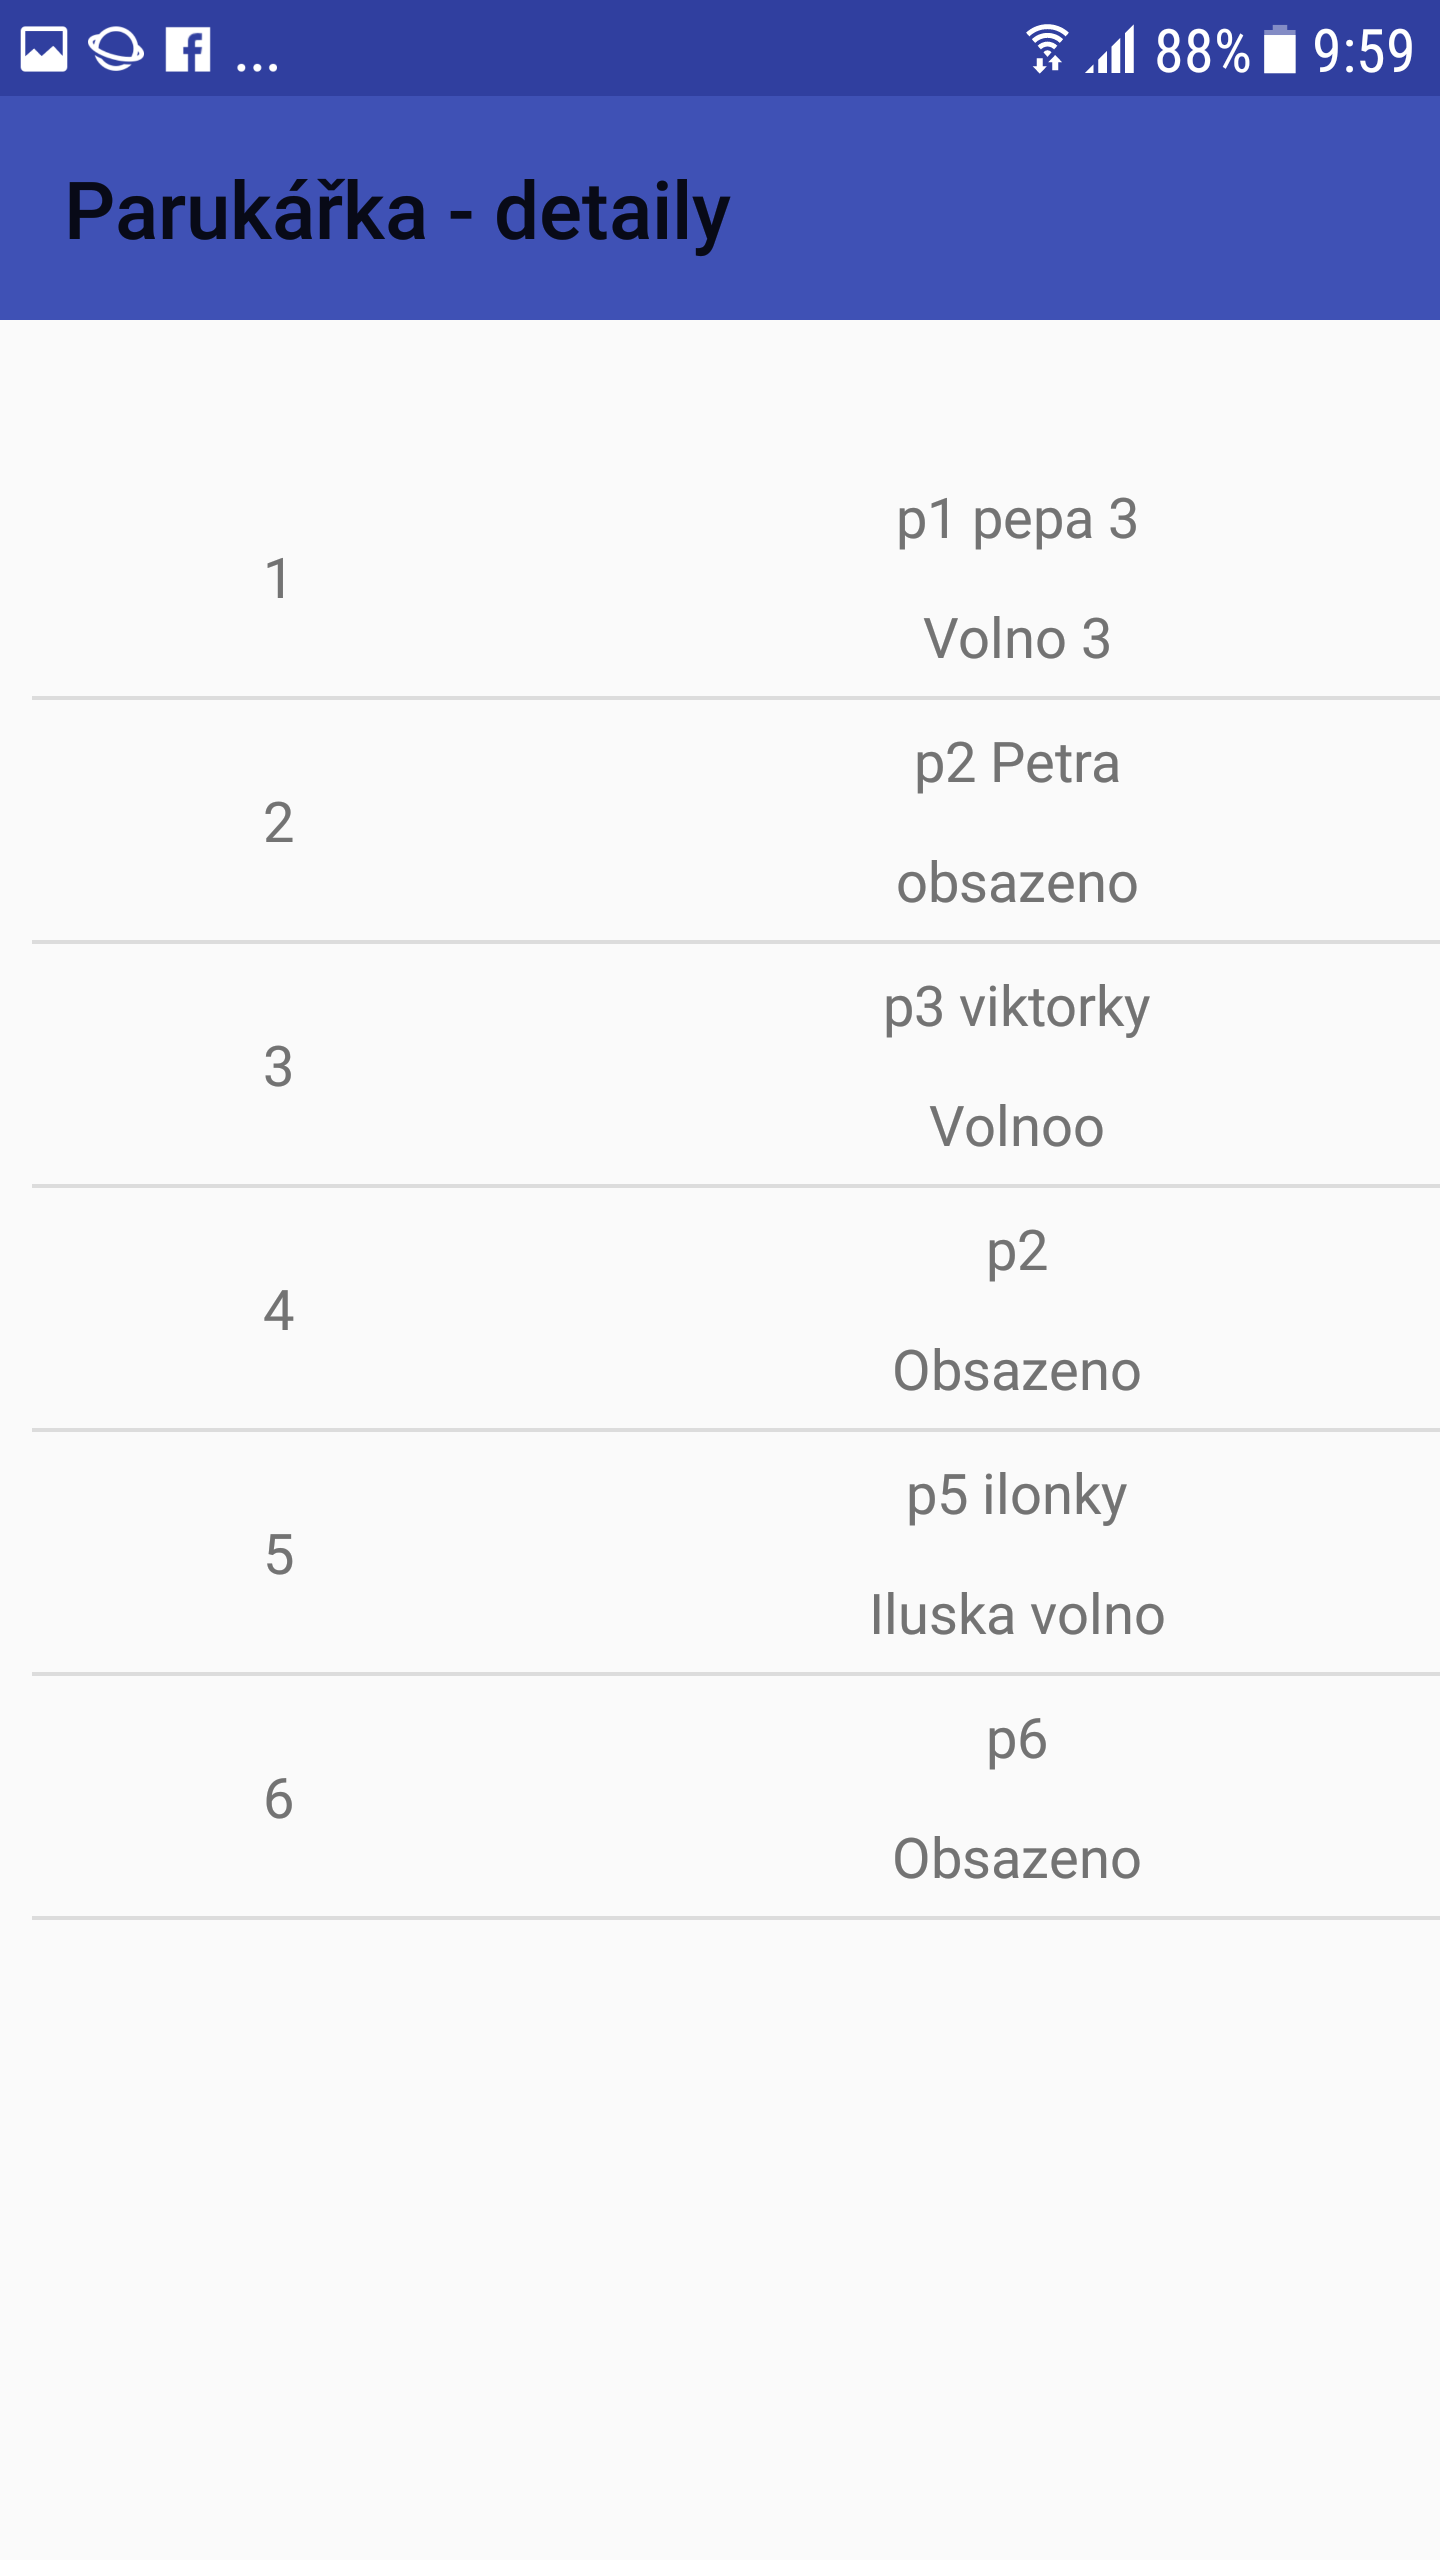 ... 88% 9:59
Parukářka - detaily
1
p1 pepa 3
Volno 3
2
p2 Petra
obsazeno
3
p3 viktorky
Volnoo
4
p2
Obsazeno
5
p5 ilonky
Iluska volno
6
p6
Obsazeno